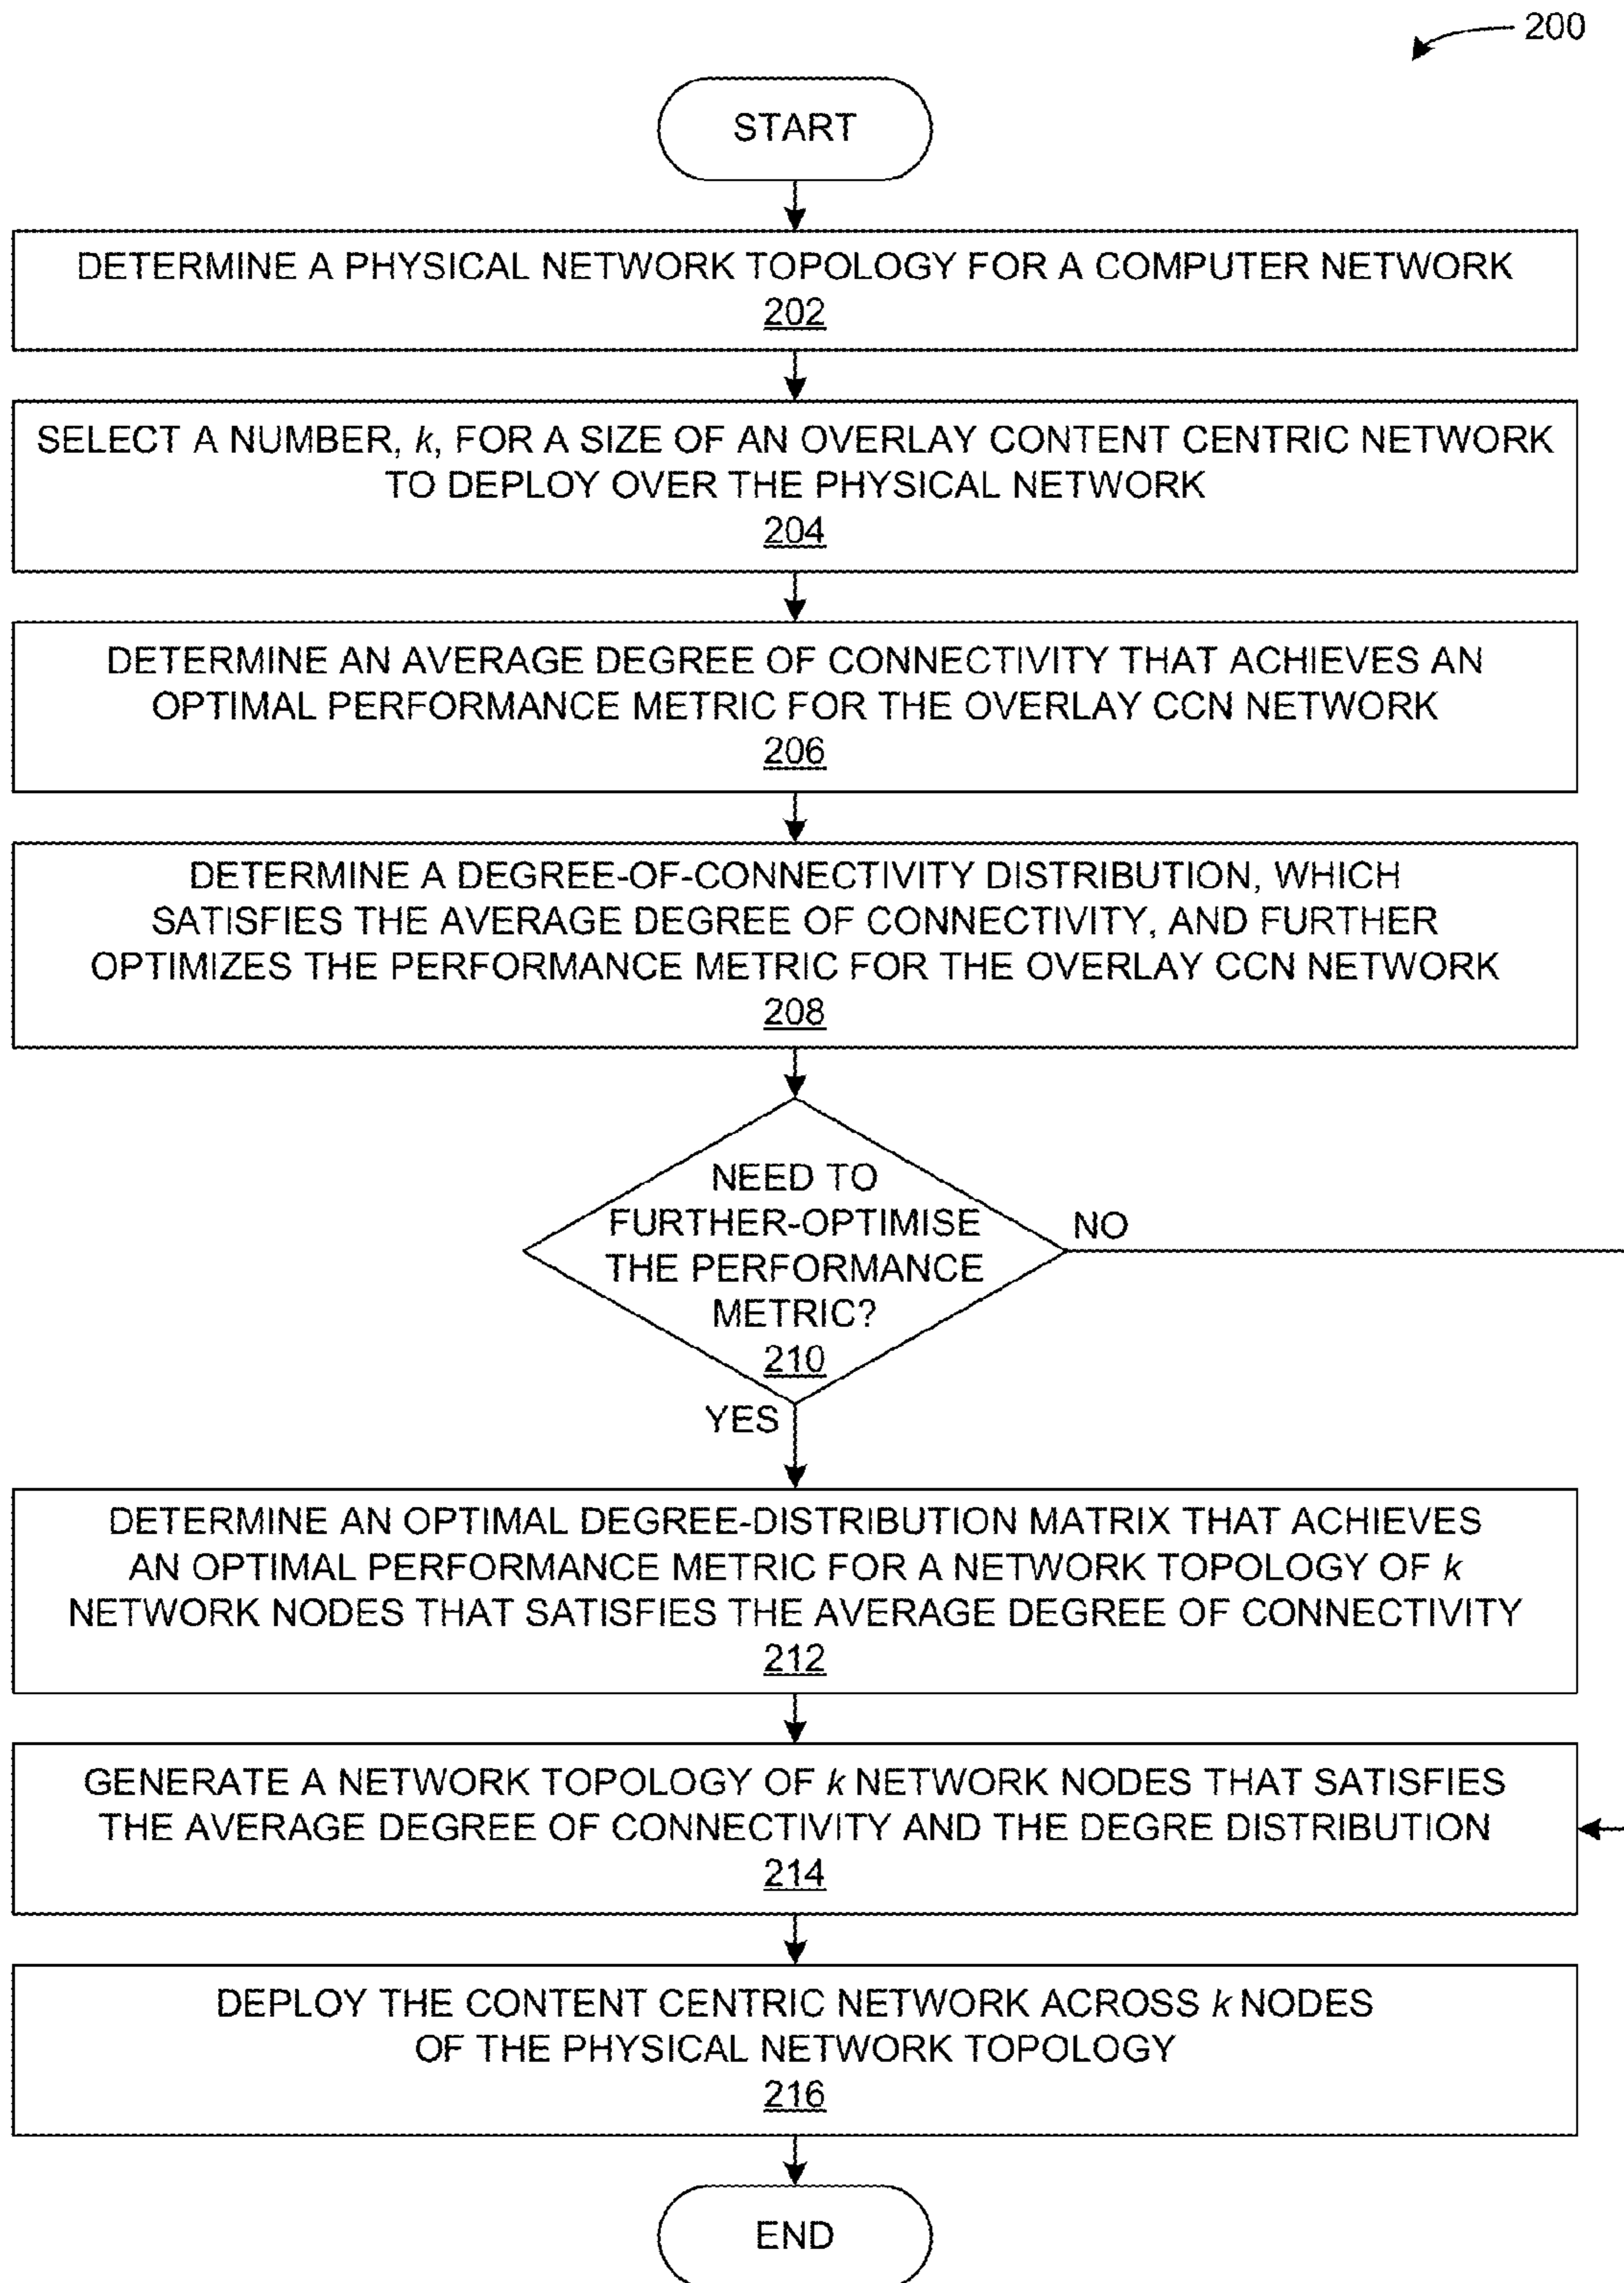 200
START
DETERMINE A PHYSICAL NETWORK TOPOLOGY FOR A COMPUTER NETWORK
202
SELECT A NUMBER, k, FOR A SIZE OF AN OVERLAY CONTENT CENTRIC NETWORK
TO DEPLOY OVER THE PHYSICAL NETWORK
204
DETERMINE AN AVERAGE DEGREE OF CONNECTIVITY THAT ACHIEVES AN
OPTIMAL PERFORMANCE METRIC FOR THE OVERLAY CCN NETWORK
206
DETERMINE A DEGREE-OF-CONNECTIVITY DISTRIBUTION, WHICH
SATISFIES THE AVERAGE DEGREE OF CONNECTIVITY, AND FURTHER
OPTIMIZES THE PERFORMANCE METRIC FOR THE OVERLAY CCN NETWORK
208
NEED TO
FURTHER-OPTIMISE
THE PERFORMANCE
METRIC?
210
NO
YES
DETERMINE AN OPTIMAL DEGREE-DISTRIBUTION MATRIX THAT ACHIEVES
AN OPTIMAL PERFORMANCE METRIC FOR A NETWORK TOPOLOGY OF k
NETWORK NODES THAT SATISFIES THE AVERAGE DEGREE OF CONNECTIVITY
212
GENERATE A NETWORK TOPOLOGY OF k NETWORK NODES THAT SATISFIES
THE AVERAGE DEGREE OF CONNECTIVITY AND THE DEGRE DISTRIBUTION
214
DEPLOY THE CONTENT CENTRIC NETWORK ACROSS k NODES
OF THE PHYSICAL NETWORK TOPOLOGY
216
END